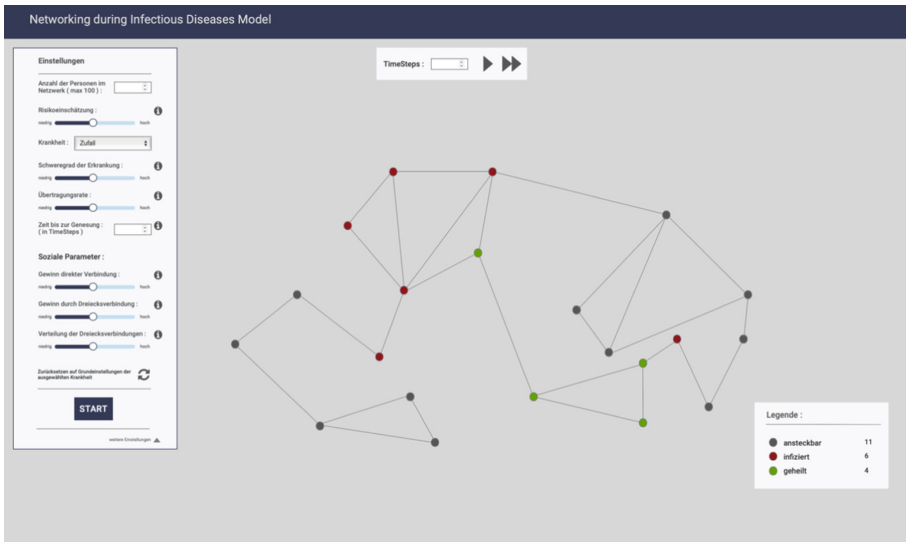 Networking during Infectious Diseases Model
Einstellungen
Anzahl der Personen im
Netzwerk ( max 100 ) :
Risikoeinschätzung :
niedrig hoch
Krankheit : Zufall
Schweregrad der Erkrankung :
niedrig hoch
Übertragungsrate :
niedrig hoch
Zeit bis zur Genesung :
( in TimeSteps )
Soziale Parameter :
Gewinn direkter Verbindung :
niedrig hoch
Gewinn durch Dreiecksverbindung :
niedrig hoch
Verteilung der Dreiecksverbindungen :
niedrig hoch
Zurücksetzen auf Grundeinstellungen der
ausgewählten Krankheit
START
weitere Einstellungen
TimeSteps :
Legende :
ansteckbar 11
infiziert 6
geheilt 4